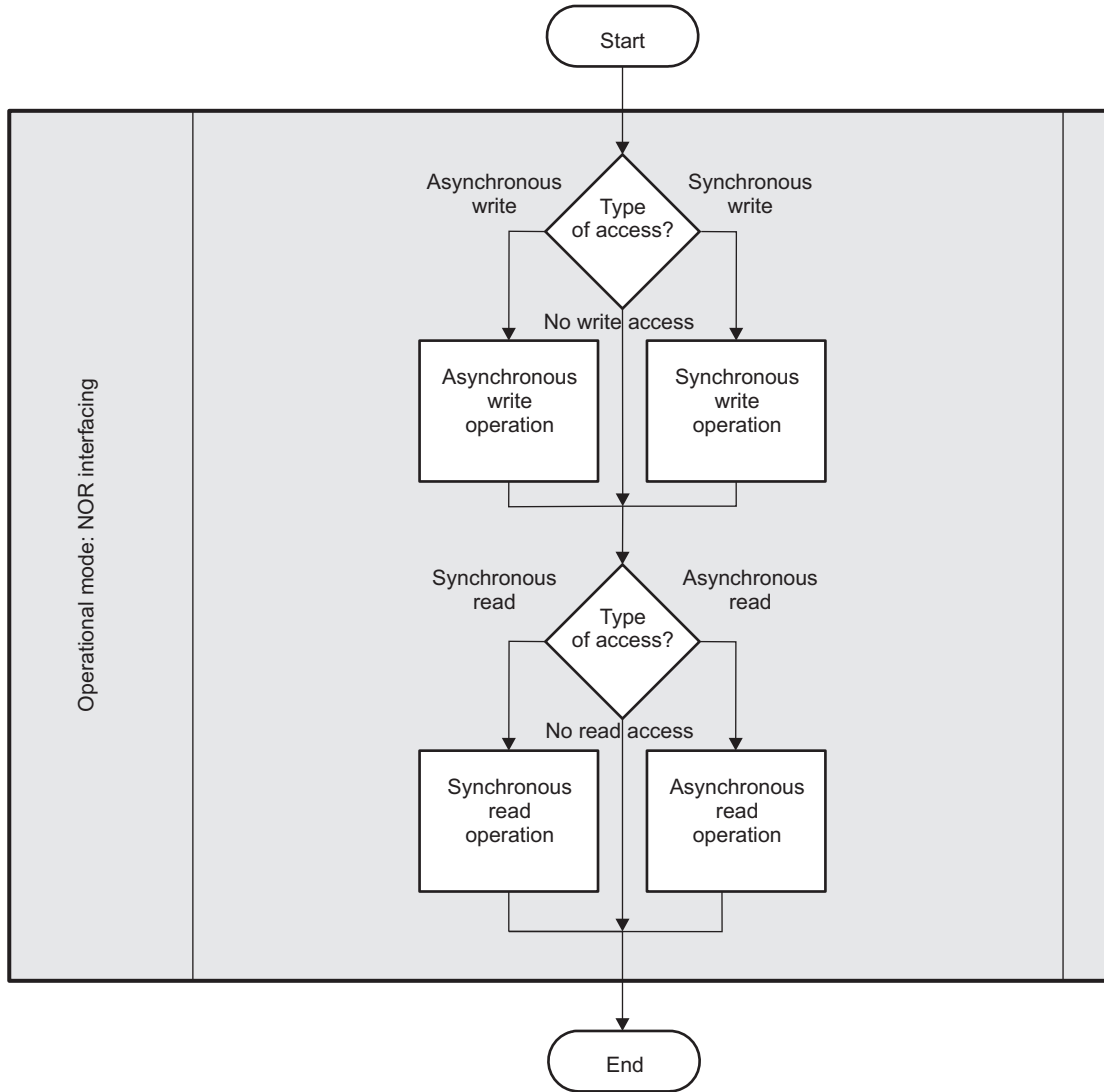 Start
Asynchronous
write
Synchronous
write
Type
of access?
No write access
Asynchronous
write
operation
Synchronous
write
operation
Operational mode: NOR interfacing
Synchronous
read
Asynchronous
read
Type
of access?
No read access
Synchronous
read
operation
Asynchronous
read
operation
End